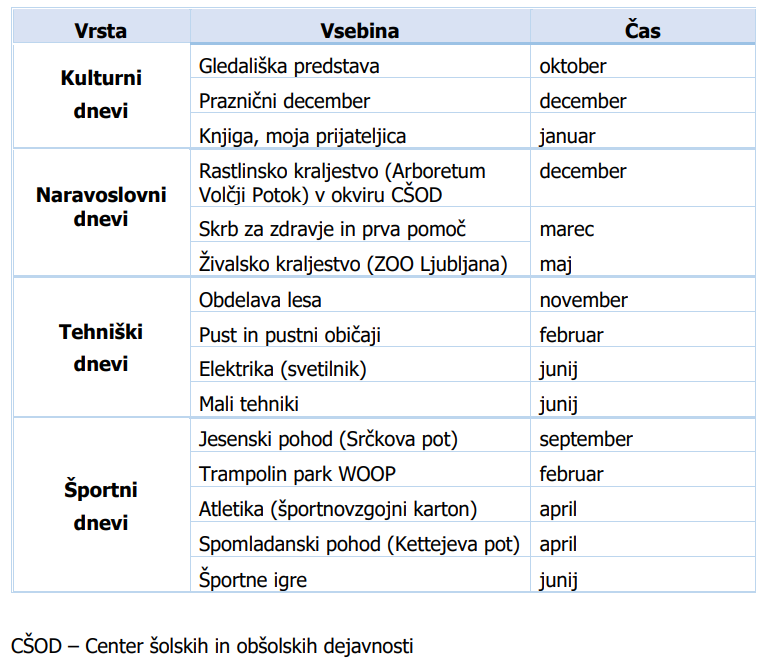 Vrsta Vsebina Čas
Kulturni dnevi
Gledališka predstava oktober
Praznični december december
Knjiga, moja prijateljica januar
Naravoslovni dnevi
Rastlinsko kraljestvo (Arboretum december
Volčji Potok) v okviru CŠOD
Skrb za zdravje in prva pomoč marec
Živalsko kraljestvo (ZOO Ljubljana) maj
Tehniški dnevi
Obdelava lesa november
Pust in pustni običaji februar
Elektrika (svetilnik) junij
Mali tehniki junij
Športni dnevi
Jesenski pohod (Srčkova pot) september
Trampolin park WOOP februar
Atletika (športnovzgojni karton) april
Spomladanski pohod (Kettejeva pot) april
Športne igre junij
CŠOD – Center šolskih in obšolskih dejavnosti